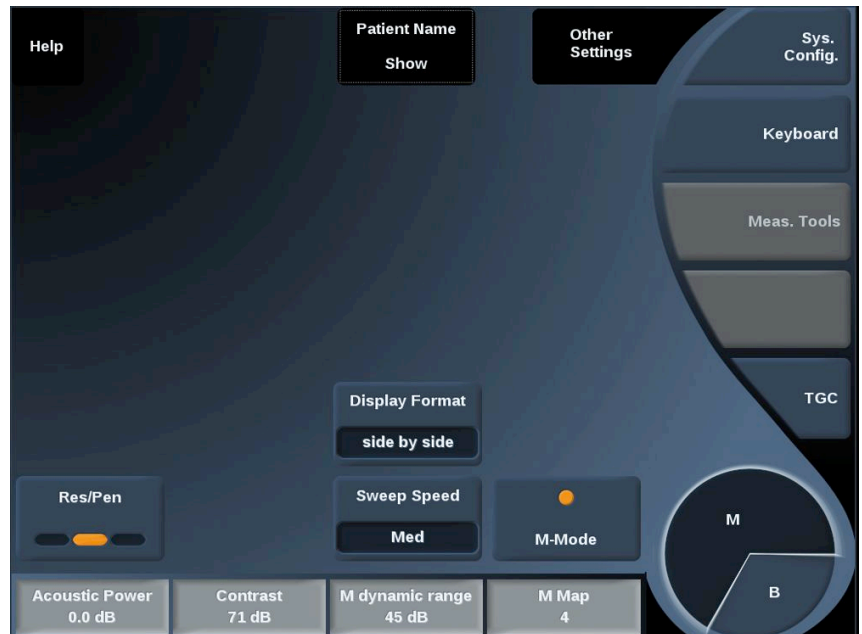 Help
Patient Name
Show
Other
Settings
Sys.
Config.
Keyboard
Meas. Tools
TGC
Display Format
side by side
Res/Pen
Sweep Speed
Med
M-Mode
M
B
Acoustic Power
0.0 dB
Contrast
71 dB
M dynamic range
45 dB
M Map
4